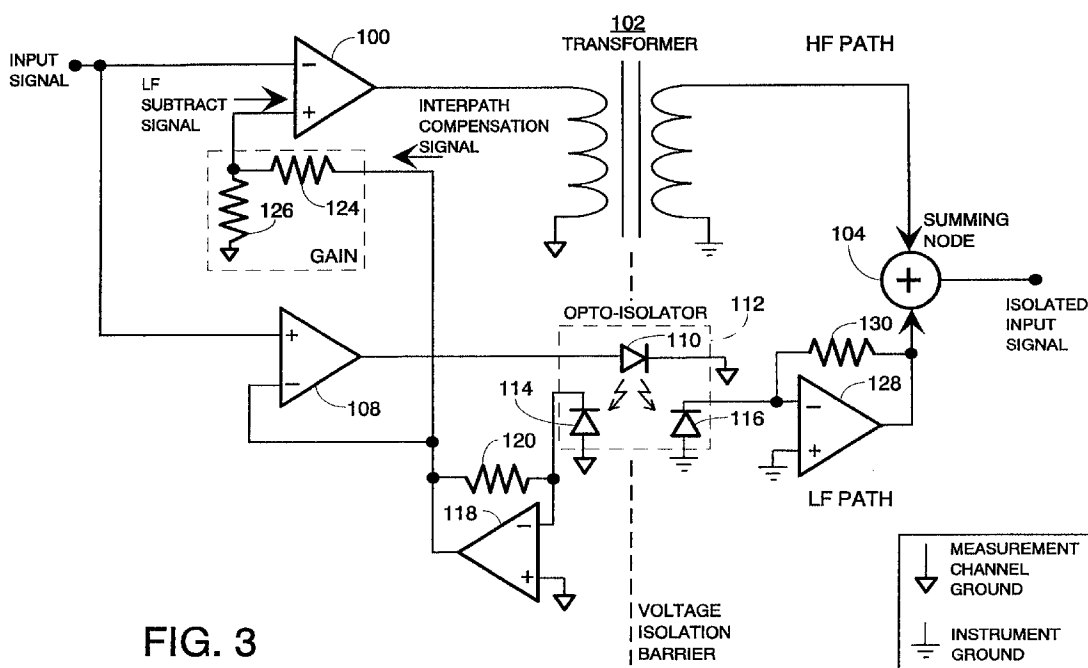 102
TRANSFORMER
HF PATH
100
INPUT
SIGNAL
LF
SUBTRACT
SIGNAL
−
+
INTERPATH
COMPENSATION
SIGNAL
126
124
GAIN
SUMMING
NODE
104
+
ISOLATED
INPUT
SIGNAL
OPTO-ISOLATOR
112
110
130
+
−
108
114
116
128
−
+
120
118
−
+
LF PATH
VOLTAGE
ISOLATION
BARRIER
MEASUREMENT
CHANNEL
GROUND
INSTRUMENT
GROUND
FIG. 3